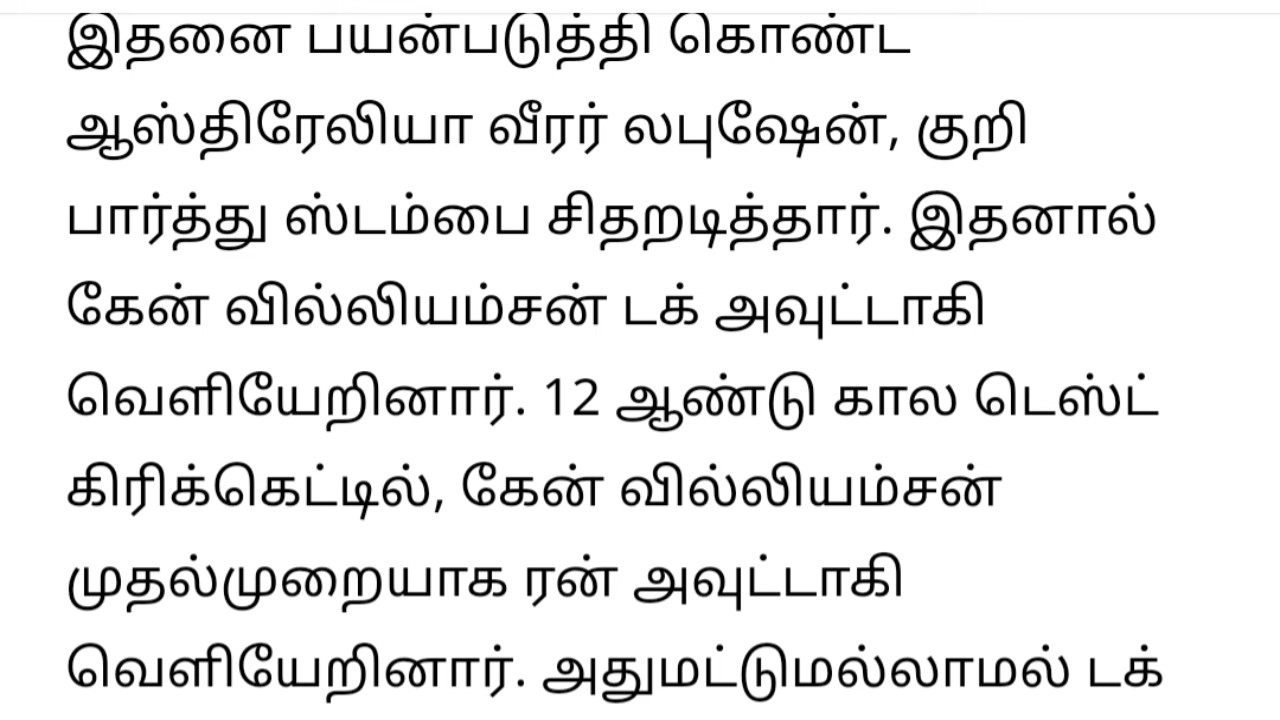 இதனை பயன்படுத்தி கொண்ட
ஆஸ்திரேலியா வீரர் லபுஷேன், குறி
பார்த்து ஸ்டம்பை சிதறடித்தார். இதனால்
கேன் வில்லியம்சன் டக் அவுட்டாகி
வெளியேறினார். 12 ஆண்டு கால டெஸ்ட்
கிரிக்கெட்டில், கேன் வில்லியம்சன்
முதல்முறையாக ரன் அவுட்டாகி
வெளியேறினார். அதுமட்டுமல்லாமல் டக்